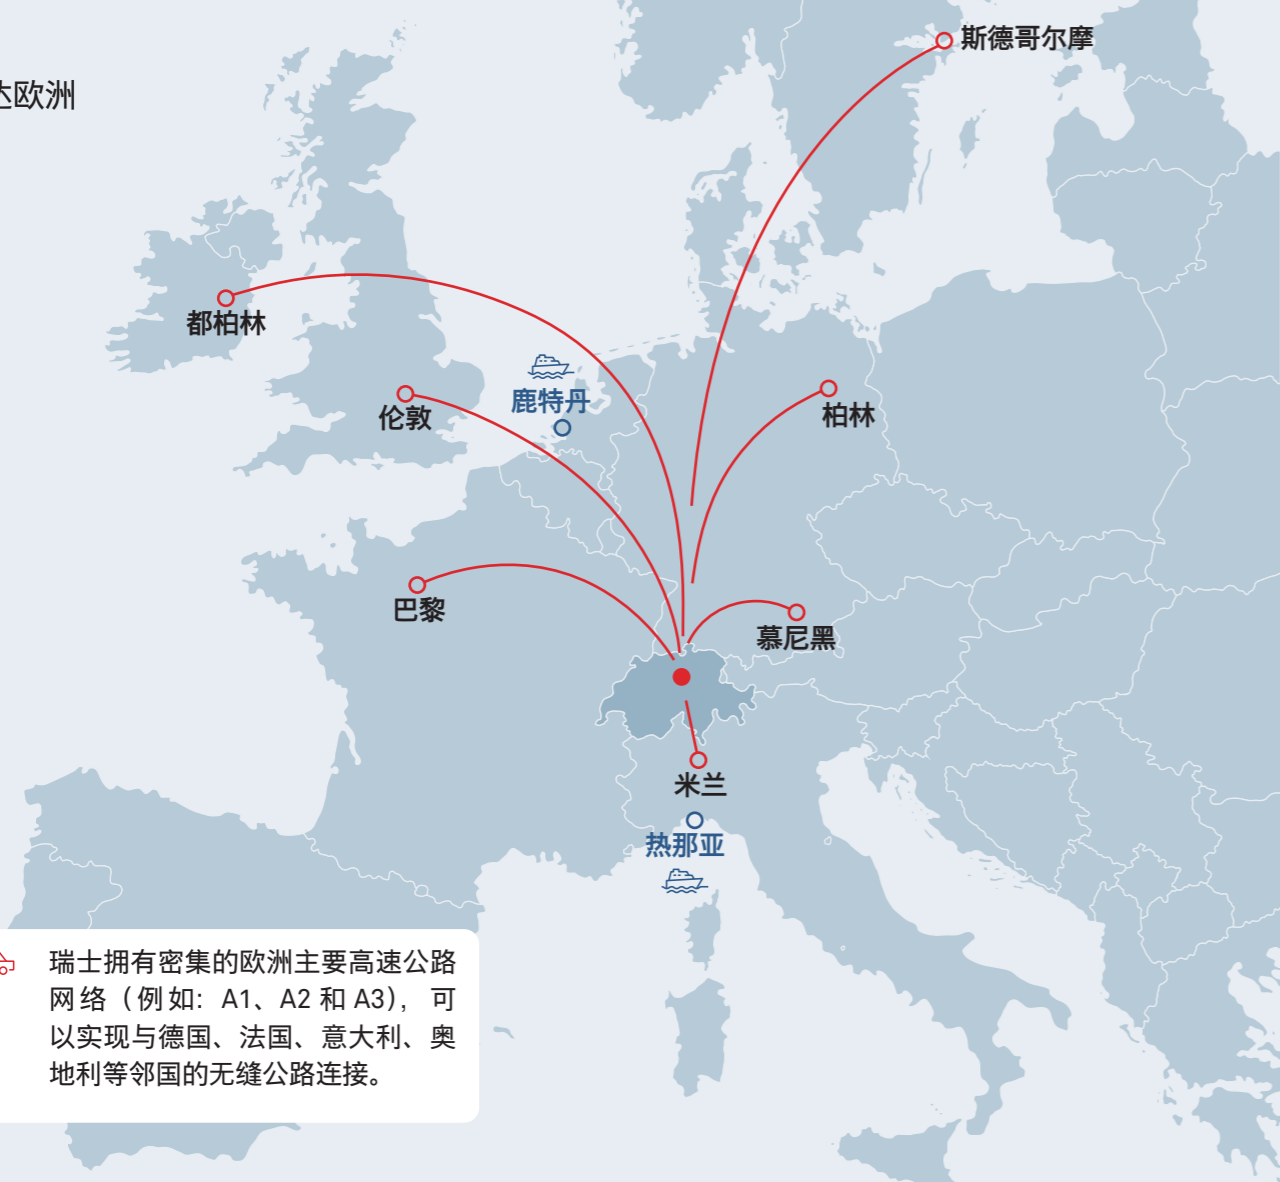 斯德哥尔摩
达欧洲
都柏林
鹿特丹
伦敦
柏林
巴黎
慕尼黑
米兰
热那亚
瑞士拥有密集的欧洲主要高速公路
网络（例如：A1、A2 和 A3），可
以实现与德国、法国、意大利、奥
地利等邻国的无缝公路连接。